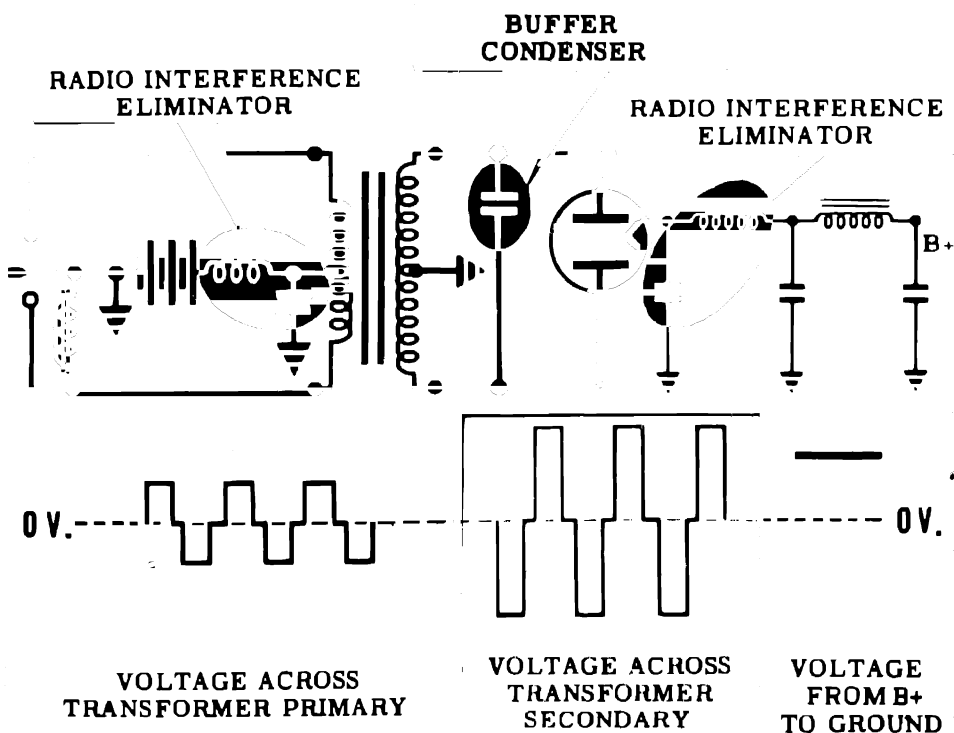 BUFFER
CONDENSER
RADIO INTERFERENCE
ELIMINATOR
RADIO INTERFERENCE
ELIMINATOR
B+
0 V.
0 V.
VOLTAGE ACROSS
TRANSFORMER PRIMARY
VOLTAGE ACROSS
TRANSFORMER
SECONDARY
VOLTAGE
FROM B+
TO GROUND